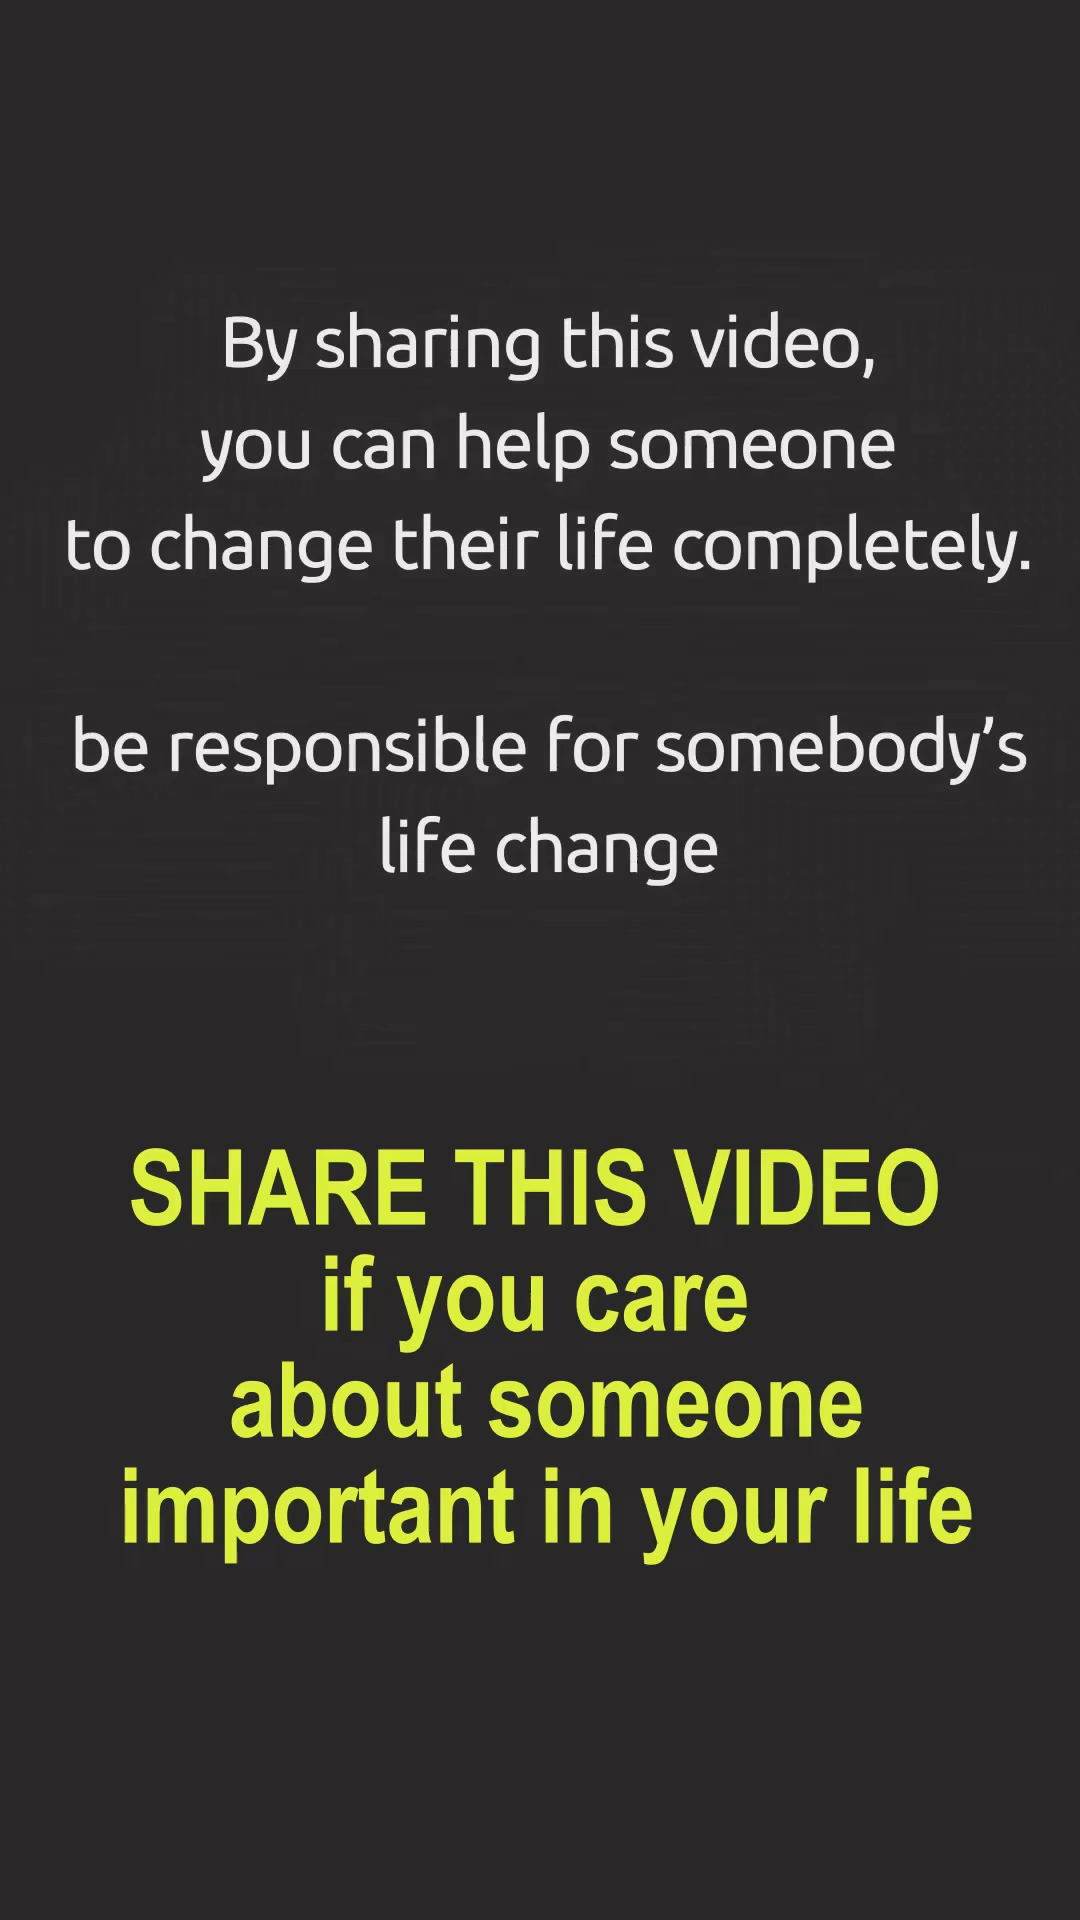 By sharing this video,
you can help someone
to change their life completely.
be responsible for somebody’s
life change
SHARE THIS VIDEO
if you care
about someone
important in your life